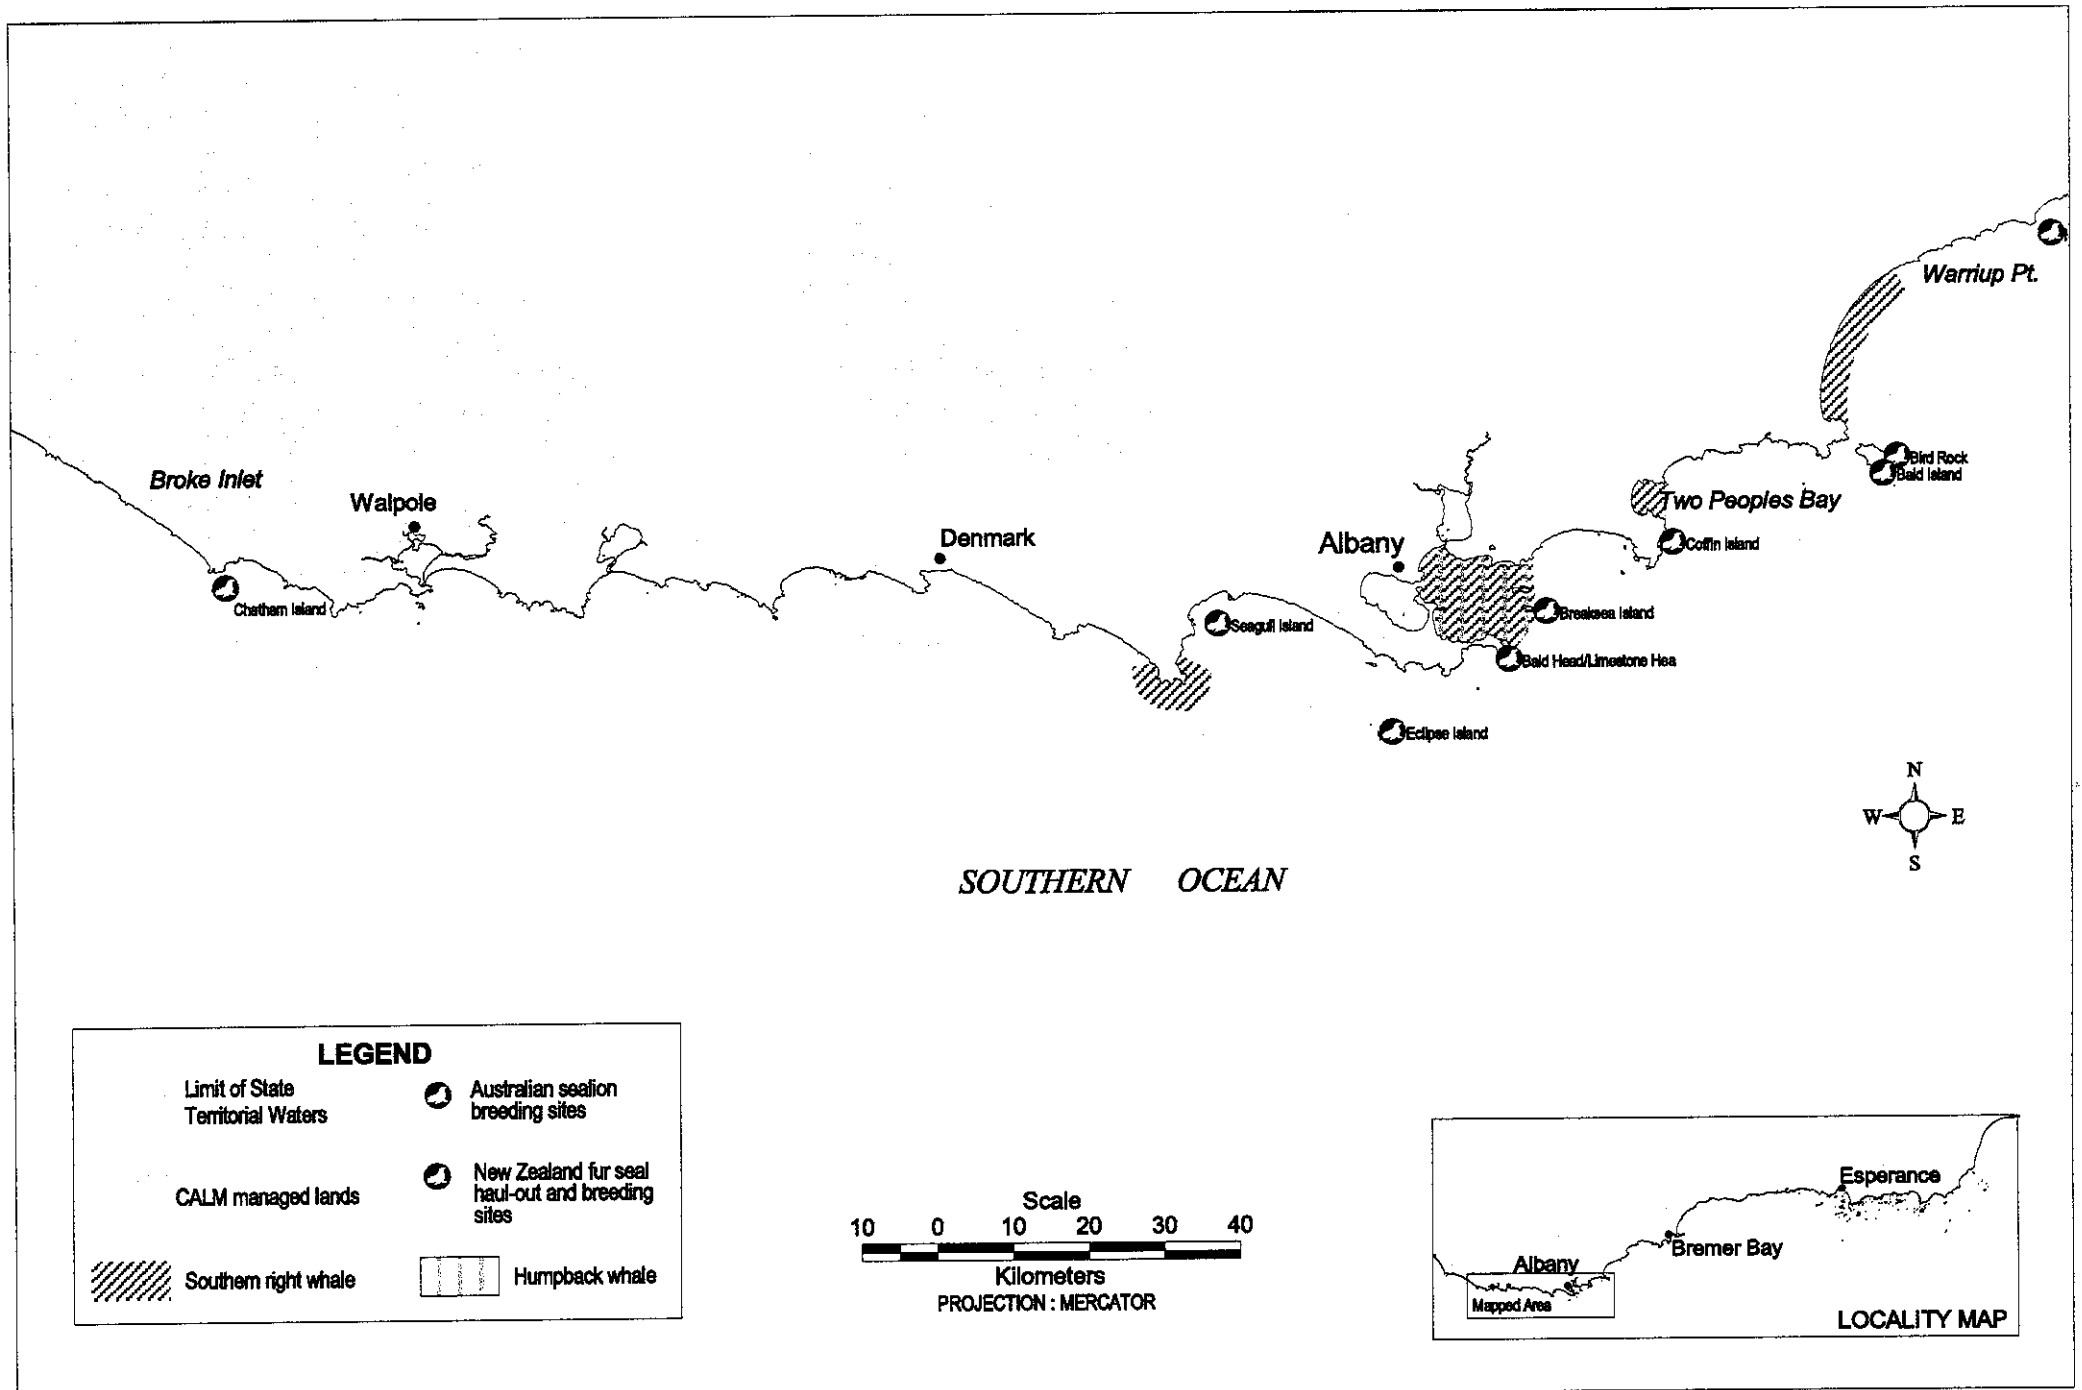 Warriup Pt.
Bird Rock
Bald Island
Broke Inlet
Walpole
Two Peoples Bay
Denmark
Albany
Coffin Island
Chatham Island
Seagull Island
Breaksea Island
Bald Head/Limestone Hea
Eclipse Island
N
W
E
S
SOUTHERN OCEAN
LEGEND
Limit of State
Territorial Waters
Australian sealion
breeding sites
CALM managed lands
New Zealand fur seal
haul-out and breeding
sites
Southern right whale
Humpback whale
Scale
10 0 10 20 30 40
Kilometers
PROJECTION : MERCATOR
Esperance
Bremer Bay
Albany
Mapped Area
LOCALITY MAP